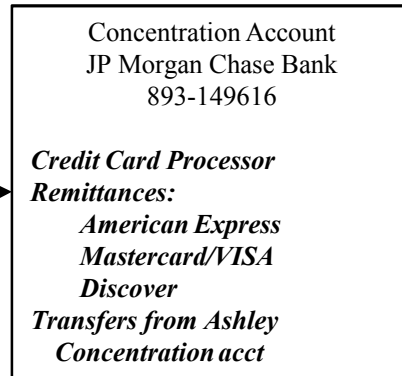 Concentration Account
JP Morgan Chase Bank
893-149616
Credit Card Processor
Remittances:
American Express
Mastercard/VISA
Discover
Transfers from Ashley
Concentration acct